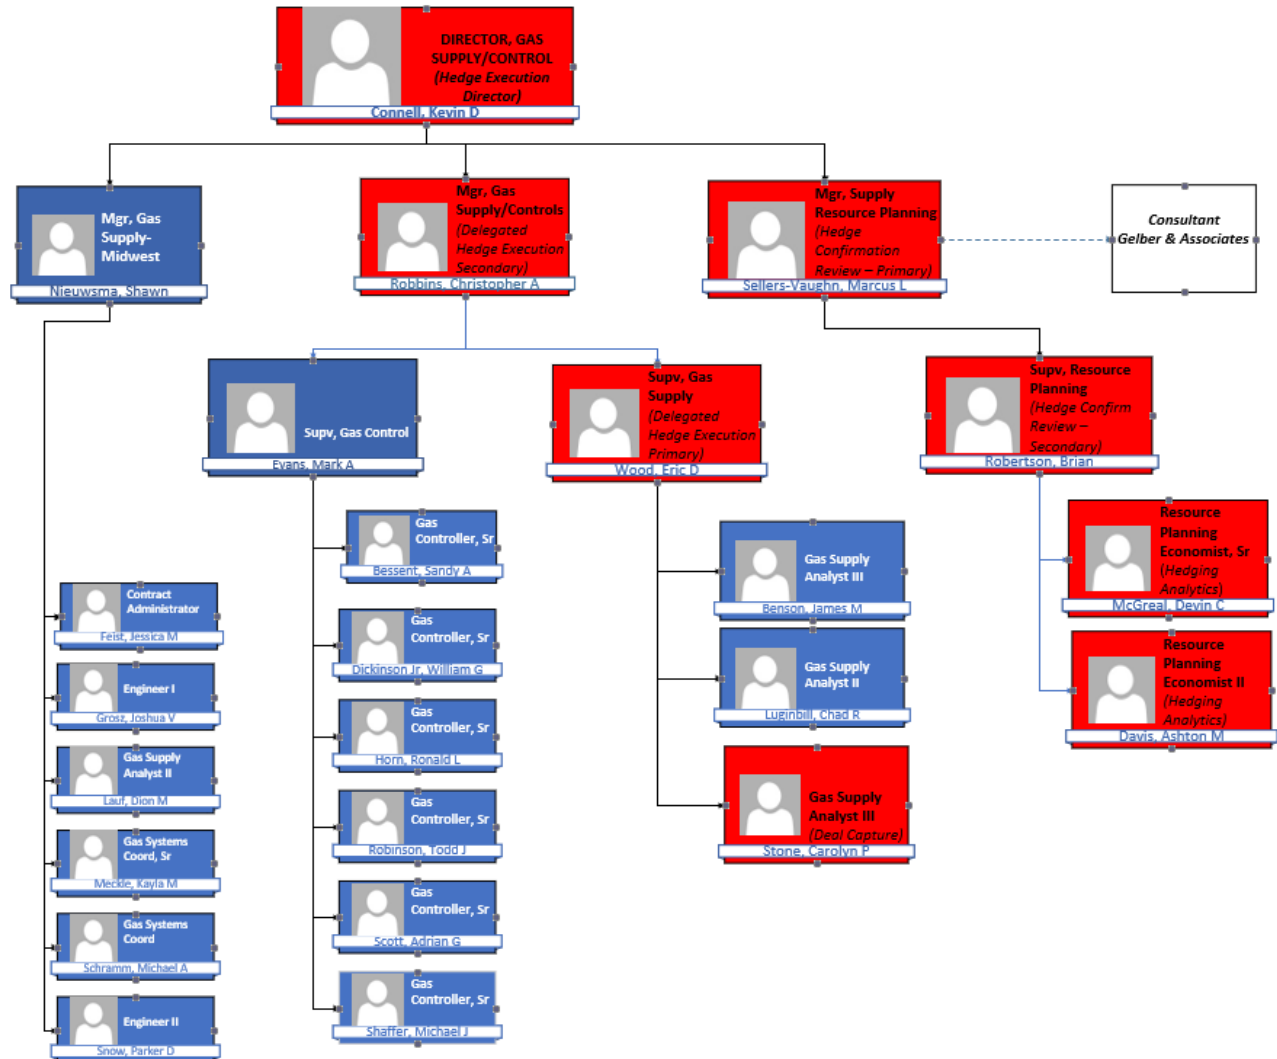 DIRECTOR, GAS
SUPPLY/CONTROL
(Hedge Execution
Director)
Connell, Kevin D
Mgr, Gas
Supply-
Midwest
Nieuwsma, Shawn
Mgr, Gas
Supply/Controls
(Delegated
Hedge Execution
Secondary)
Robbins, Christopher A
Mgr, Supply
Resource Planning
(Hedge
Confirmation
Review – Primary)
Sellers-Vaughn, Marcus L
Consultant
Gelber & Associates
Supv, Gas Control
Evans, Mark A
Supv, Gas
Supply
(Delegated
Hedge Execution
Primary)
Wood, Eric D
Supv, Resource
Planning
(Hedge Confirm
Review –
Secondary)
Robertson, Brian
Contract
Administrator
Feist, Jessica M
Engineer I
Grosz, Joshua V
Gas Supply
Analyst II
Lauf, Dion M
Gas Systems
Coord, Sr
Meckle, Kayla M
Gas Systems
Coord
Schramm, Michael A
Engineer II
Snow, Parker D
Gas
Controller, Sr
Bessent, Sandy A
Gas
Controller, Sr
Dickinson Jr, William G
Gas
Controller, Sr
Horn, Ronald L
Gas
Controller, Sr
Robinson, Todd J
Gas
Controller, Sr
Scott, Adrian G
Gas
Controller, Sr
Shaffer, Michael J
Gas Supply
Analyst III
Benson, James M
Gas Supply
Analyst II
Luginbill, Chad R
Gas Supply
Analyst III
(Deal Capture)
Stone, Carolyn P
Resource
Planning
Economist, Sr
(Hedging
Analytics)
McGreal, Devin C
Resource
Planning
Economist II
(Hedging
Analytics)
Davis, Ashton M